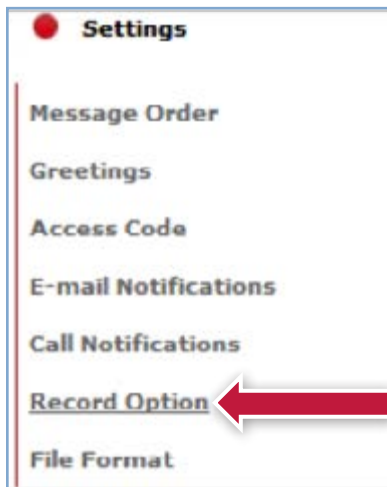 Settings
Message Order
Greetings
Access Code
E-mail Notifications
Call Notifications
Record Option
File Format